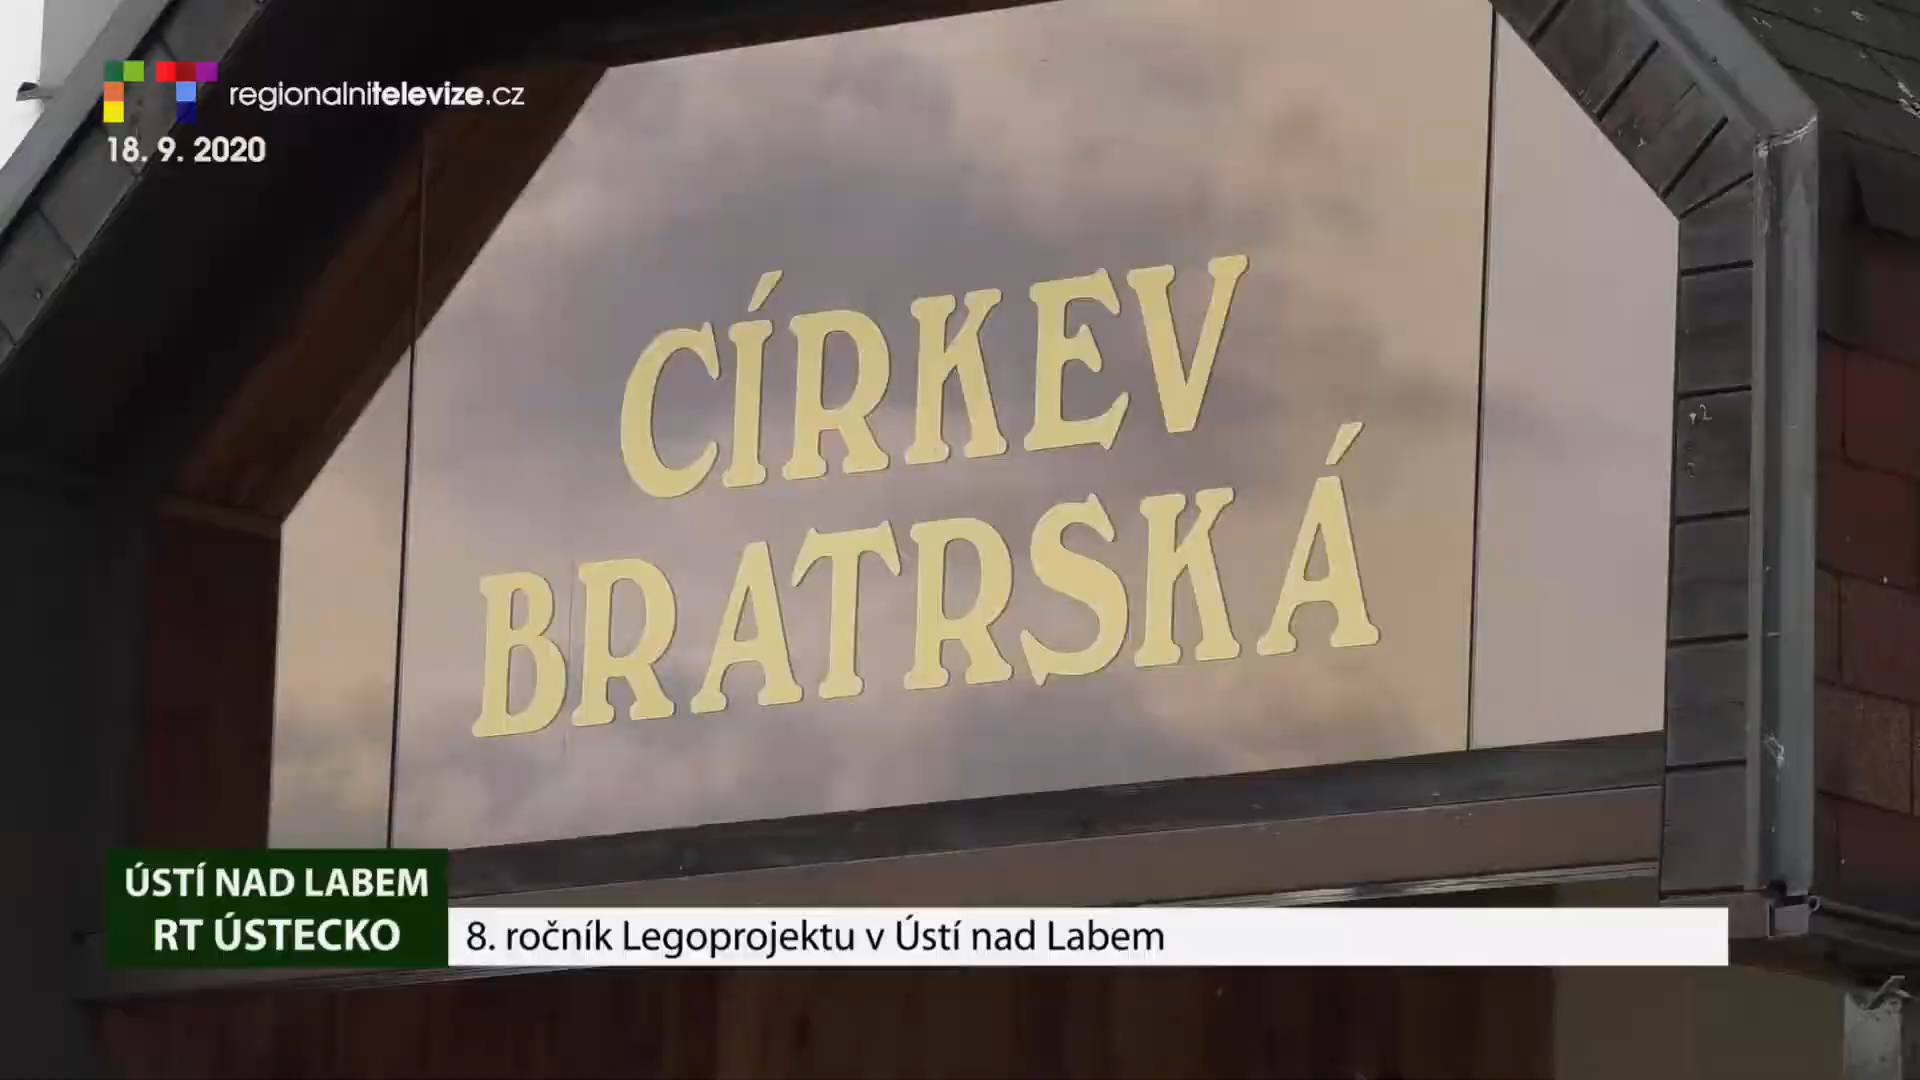 regionalnitelevize.cz
18. 9. 2020
CÍRKEV
BRATRSKÁ
ÚSTÍ NAD LABEM
RT ÚSTECKO
8. ročník Legoprojektu v Ústí nad Labem